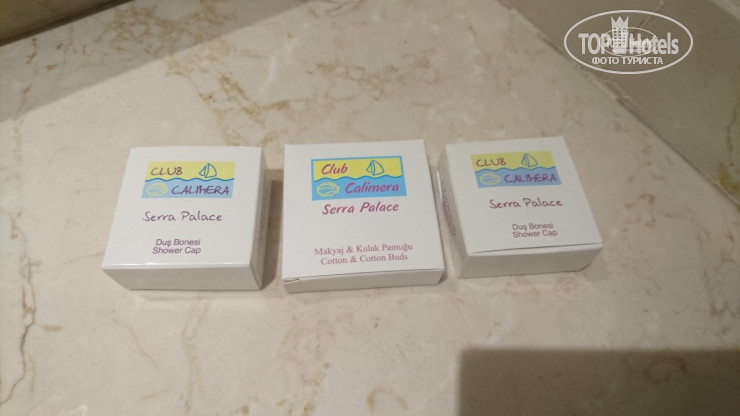 CLUB
CALIMERA
Serra Palace
Duş Bonesi
Shower Cap
Club
Calimera
Serra Palace
Makyaj & Kulak Pamuğu
Cotton & Cotton Buds
CLUB
CALIMERA
Serra Palace
Duş Bonesi
Shower Cap
TOP Hotels
ФОТО ТУРИСТА